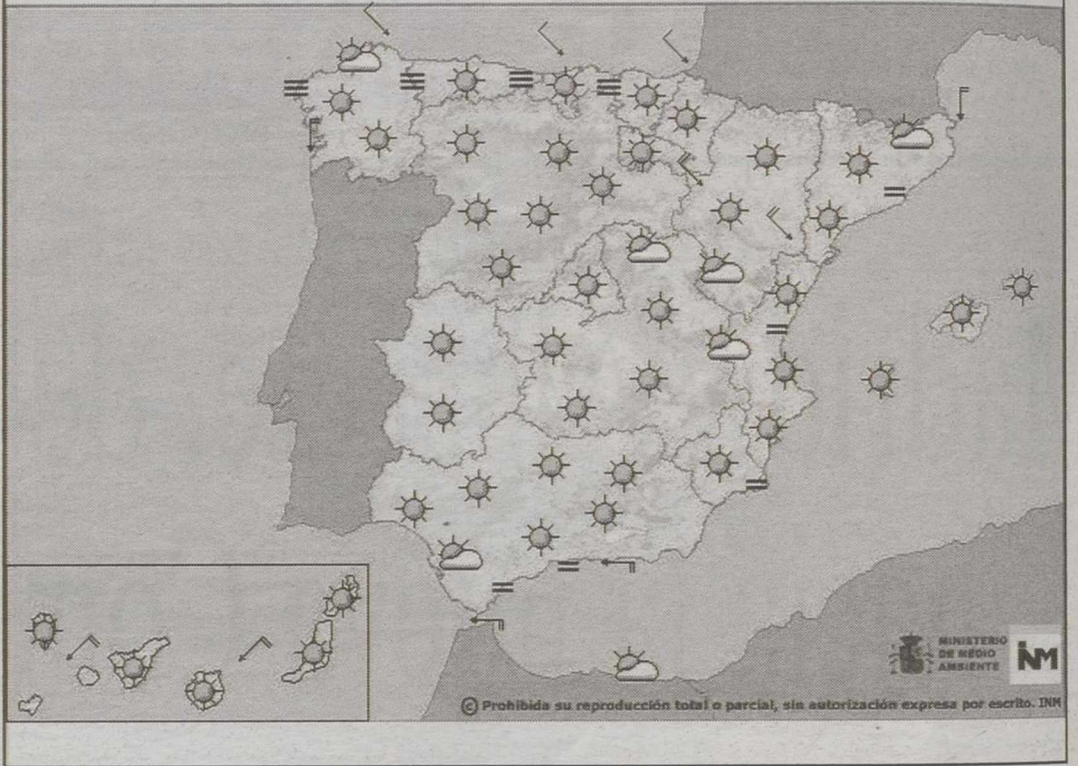 MINISTERIO
DE MEDIO
AMBIENTE
INM
© Prohibida su reproducción total o parcial, sin autorización expresa por escrito. INM